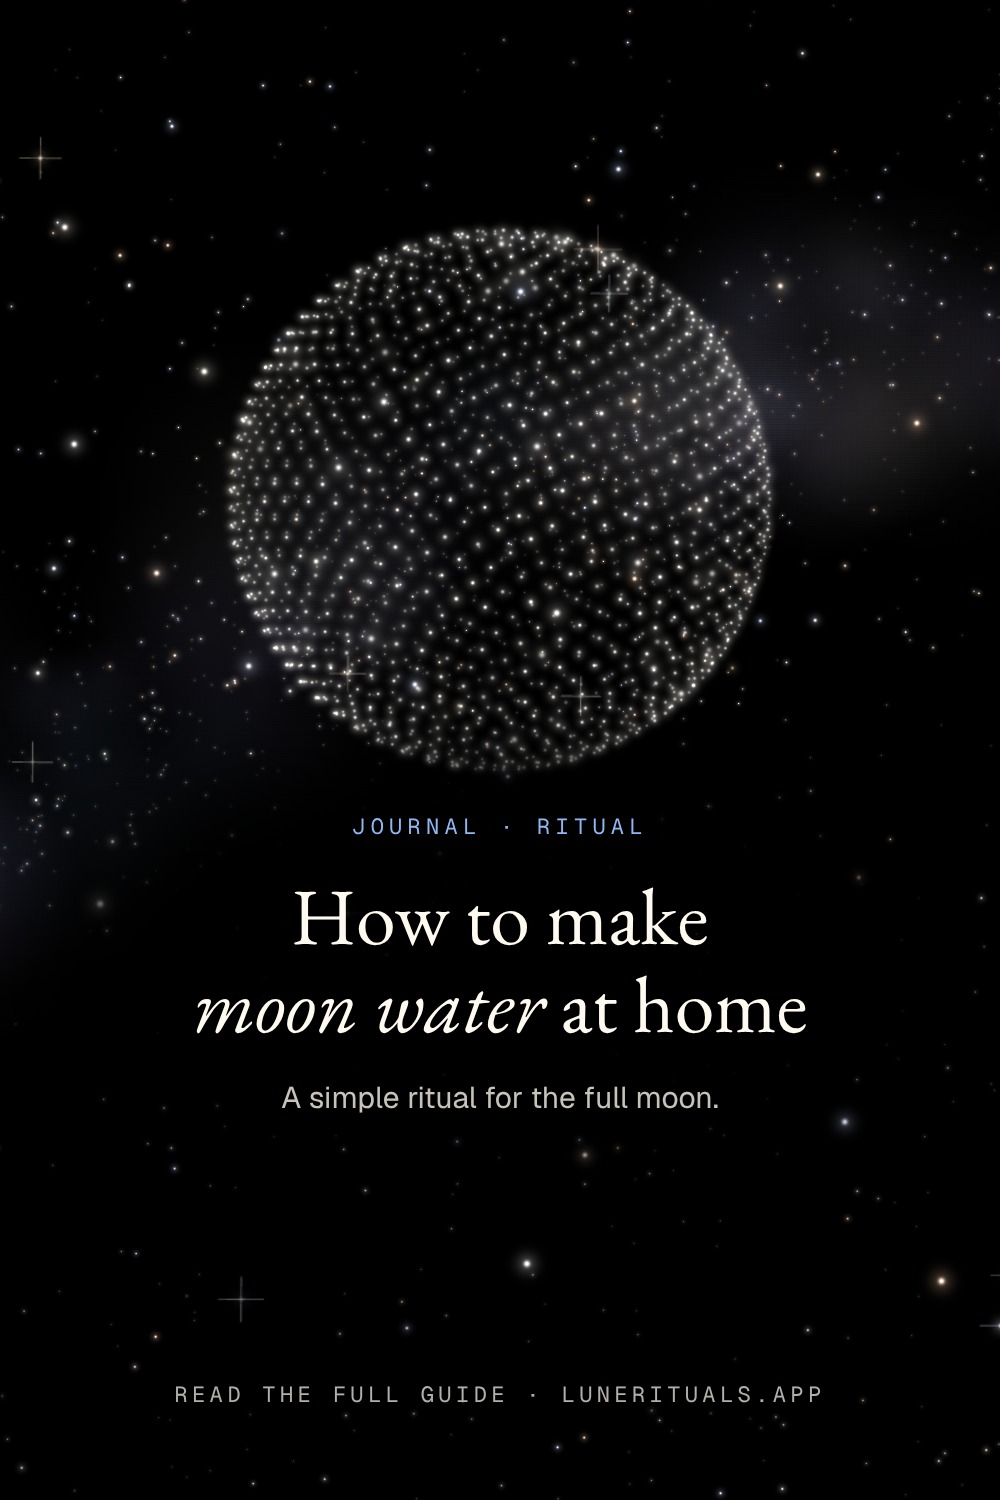 JOURNAL · RITUAL
How to make
moon water at home
A simple ritual for the full moon.
READ THE FULL GUIDE · LUNERITUALS.APP